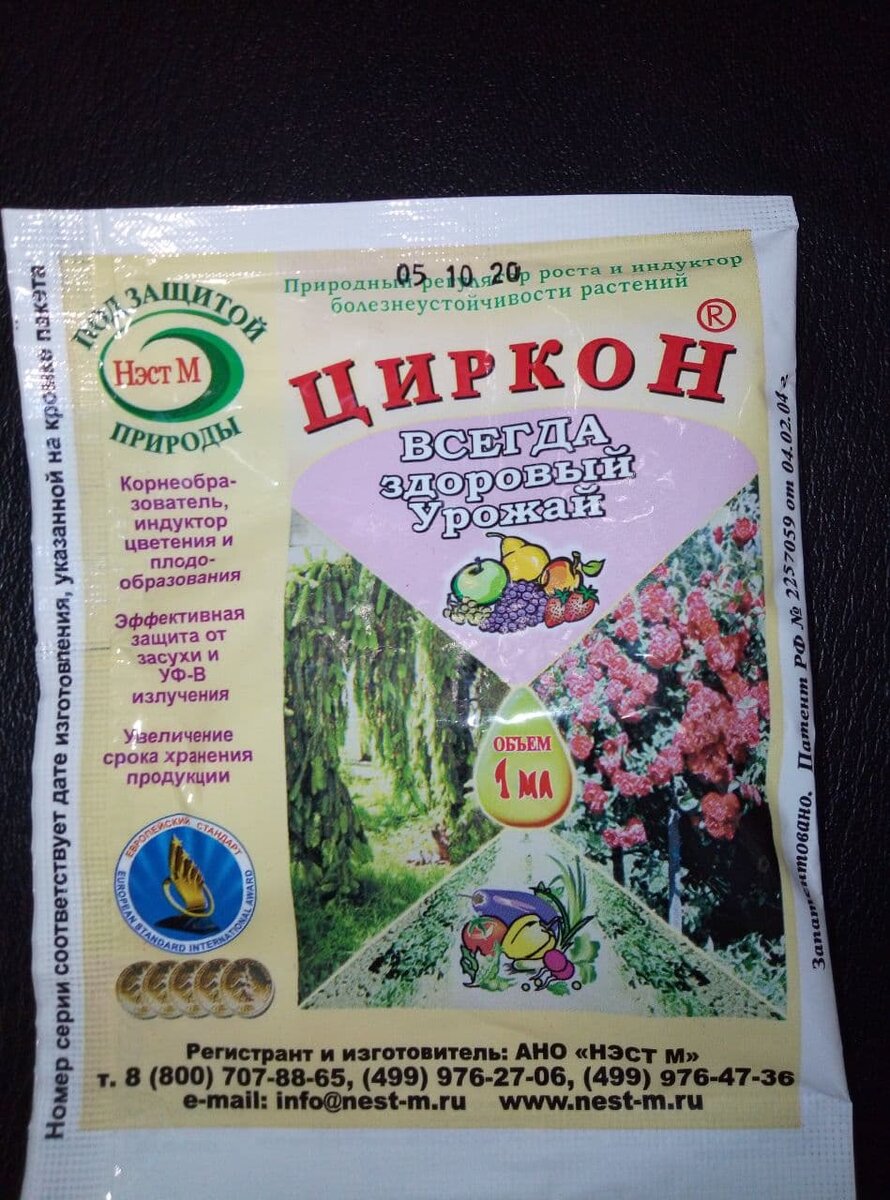 05 10 20
Природный регулятор роста и индуктор
болезнеустойчивости растений
ПОД ЗАЩИТОЙ
Нэст М
ПРИРОДЫ
ЦИРКОН®
ВСЕГДА
здоровый
Урожай
Корнеобра-
зователь,
индуктор
цветения и
плодо-
образования
Эффективная
защита от
засухи и
УФ-В
излучения
Увеличение
срока хранения
продукции
ОБЪЕМ
1 мл
ЕВРОПЕЙСКИЙ СТАНДАРТ
EUROPEAN STANDARD INTERNATIONAL AWARD
Регистрант и изготовитель: АНО «НЭСТ М»
т. 8 (800) 707-88-65, (499) 976-27-06, (499) 976-47-36
e-mail: info@nest-m.ru www.nest-m.ru
Номер серии соответствует дате изготовления, указанной на кромке пакета
Запатентовано. Патент РФ № 2257059 от 04.02.04 г.